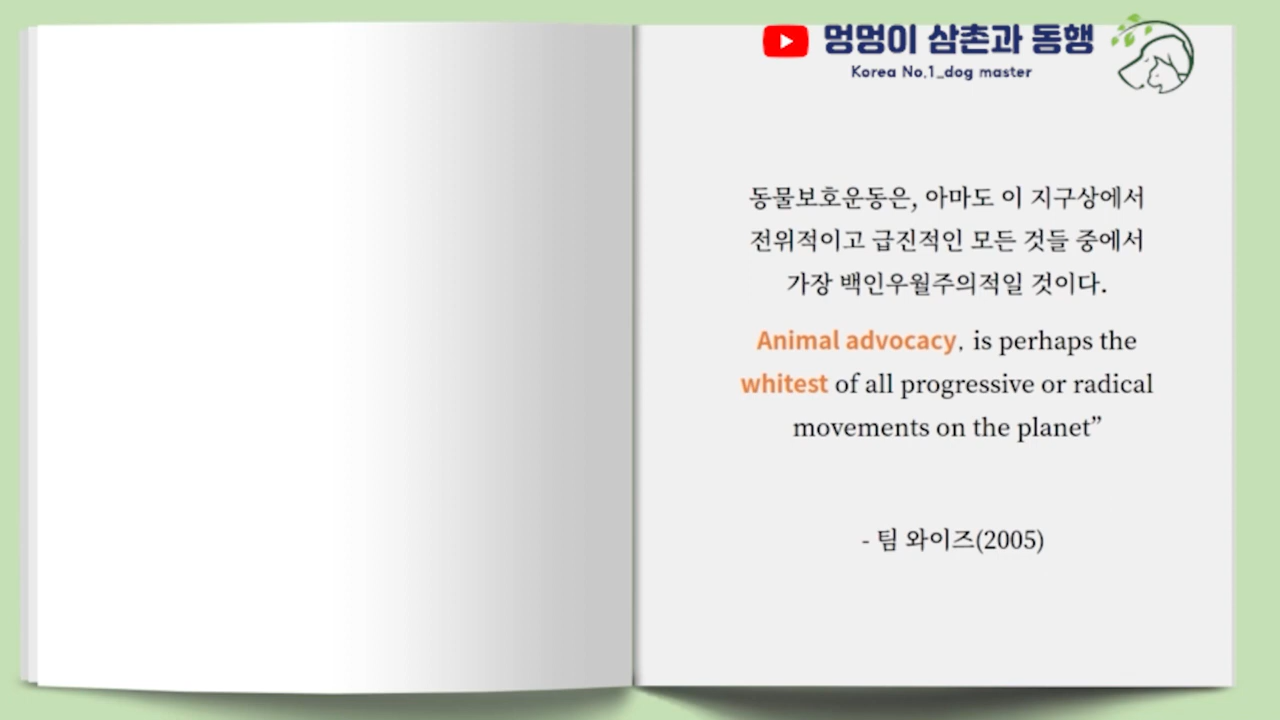 멍멍이 삼촌과 동행
Korea No.1_dog master
동물보호운동은, 아마도 이 지구상에서
전위적이고 급진적인 모든 것들 중에서
가장 백인우월주의적일 것이다.
Animal advocacy, is perhaps the
whitest of all progressive or radical
movements on the planet”
- 팀 와이즈(2005)